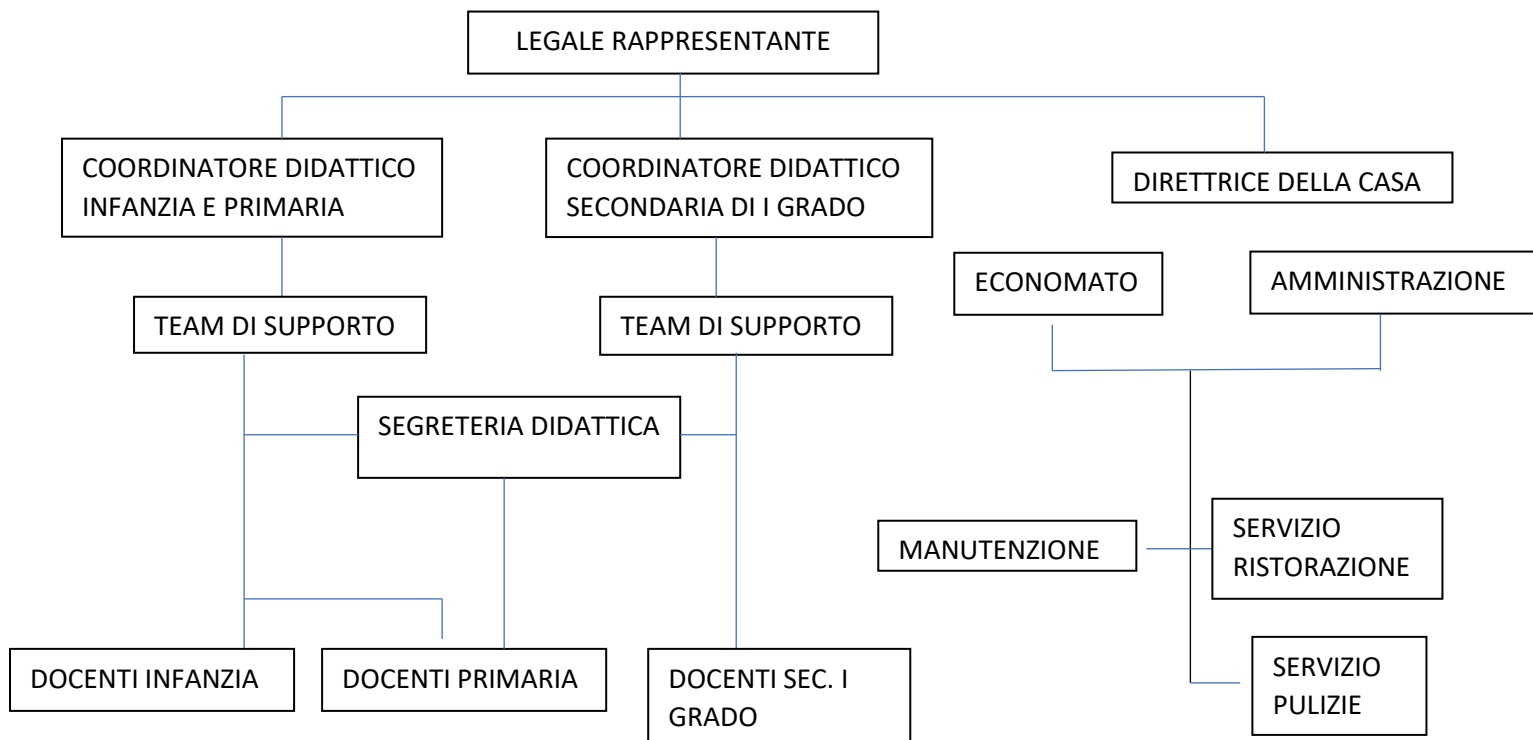 LEGALE RAPPRESENTANTE
COORDINATORE DIDATTICO
INFANZIA E PRIMARIA
COORDINATORE DIDATTICO
SECONDARIA DI I GRADO
DIRETTRICE DELLA CASA
ECONOMATO
AMMINISTRAZIONE
TEAM DI SUPPORTO
TEAM DI SUPPORTO
SEGRETERIA DIDATTICA
MANUTENZIONE
SERVIZIO
RISTORAZIONE
DOCENTI INFANZIA
DOCENTI PRIMARIA
DOCENTI SEC. I
GRADO
SERVIZIO
PULIZIE